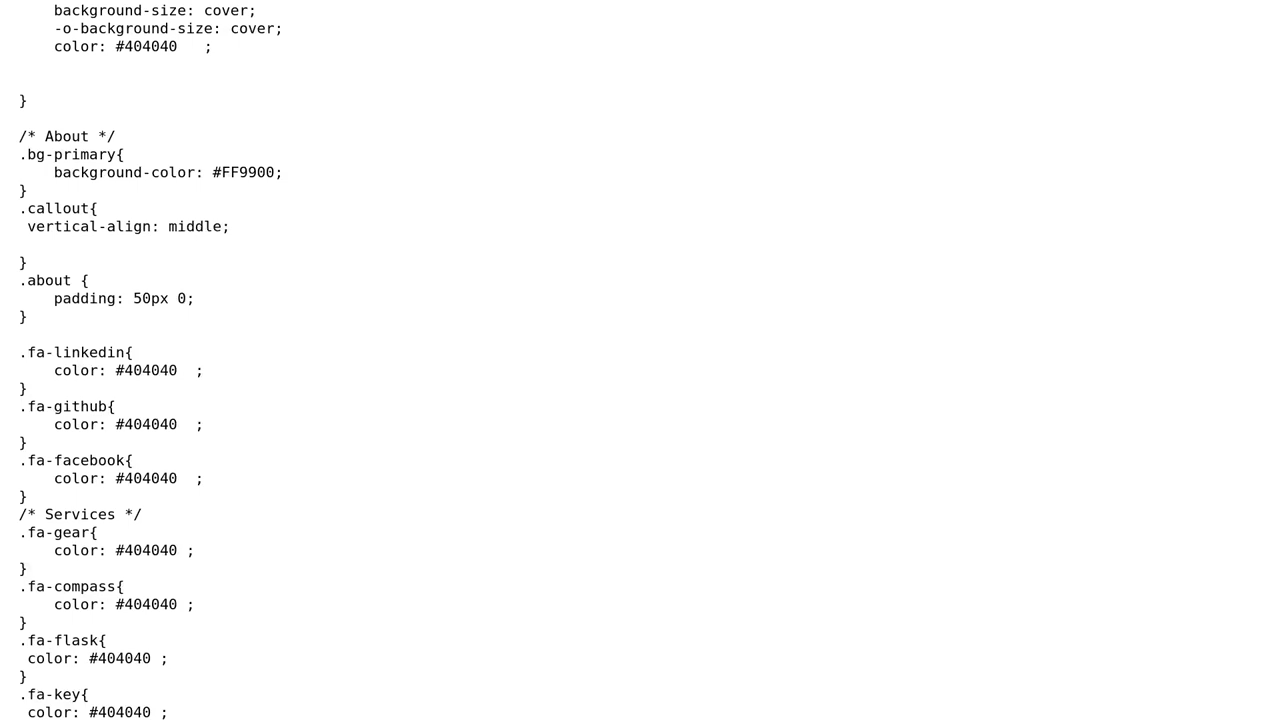 background-size: cover;
    -o-background-size: cover;
    color: #404040   ;


}

/* About */
.bg-primary{
    background-color: #FF9900;
}
.callout{
 vertical-align: middle;

}
.about {
    padding: 50px 0;
}

.fa-linkedin{
    color: #404040  ;
}
.fa-github{
    color: #404040  ;
}
.fa-facebook{
    color: #404040  ;
}
/* Services */
.fa-gear{
    color: #404040 ;
}
.fa-compass{
    color: #404040 ;
}
.fa-flask{
 color: #404040 ;
}
.fa-key{
 color: #404040 ;